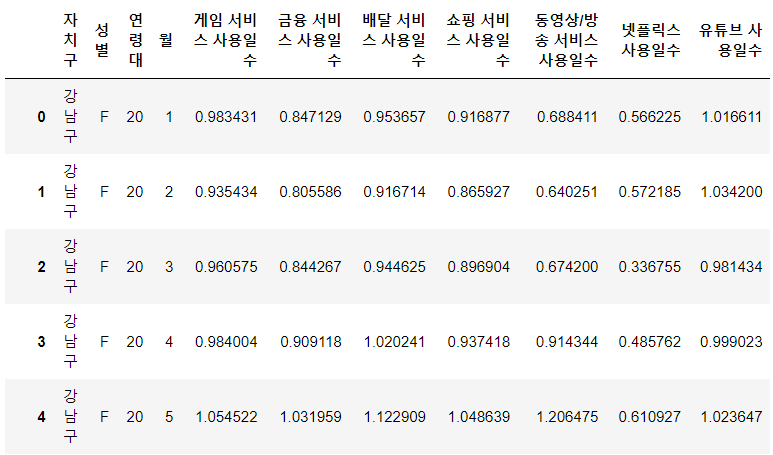 자치구 성별 연령대 월 게임 서비스 사용일수 금융 서비스 사용일수 배달 서비스 사용일수 쇼핑 서비스 사용일수 동영상/방송 서비스 사용일수 넷플릭스 사용일수 유튜브 사용일수
0 강남구 F 20 1 0.983431 0.847129 0.953657 0.916877 0.688411 0.566225 1.016611
1 강남구 F 20 2 0.935434 0.805586 0.916714 0.865927 0.640251 0.572185 1.034200
2 강남구 F 20 3 0.960575 0.844267 0.944625 0.896904 0.674200 0.336755 0.981434
3 강남구 F 20 4 0.984004 0.909118 1.020241 0.937418 0.914344 0.485762 0.999023
4 강남구 F 20 5 1.054522 1.031959 1.122909 1.048639 1.206475 0.610927 1.023647